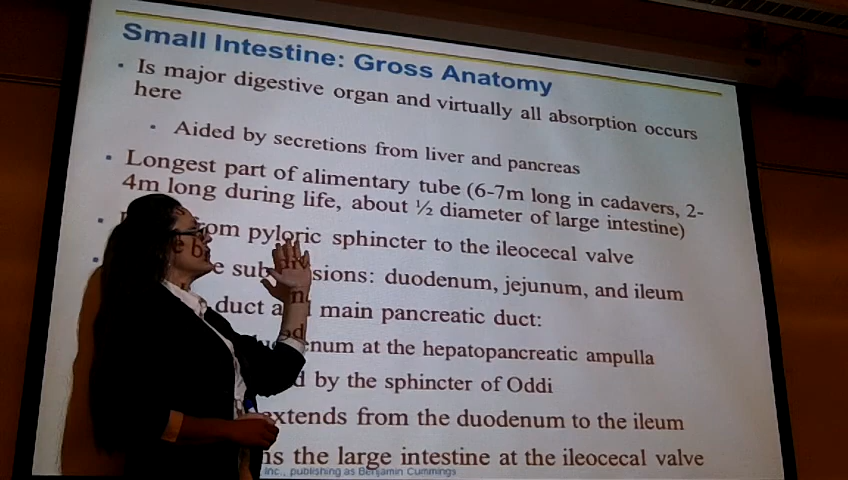 Small Intestine: Gross Anatomy
Is major digestive organ and virtually all absorption occurs
here
Aided by secretions from liver and pancreas
Longest part of alimentary tube (6-7m long in cadavers, 2-
4m long during life, about ½ diameter of large intestine)
om pyloric sphincter to the ileocecal valve
e subdivisions: duodenum, jejunum, and ileum
duct and main pancreatic duct:
enum at the hepatopancreatic ampulla
d by the sphincter of Oddi
extends from the duodenum to the ileum
ns the large intestine at the ileocecal valve
Inc., publishing as Benjamin Cummings